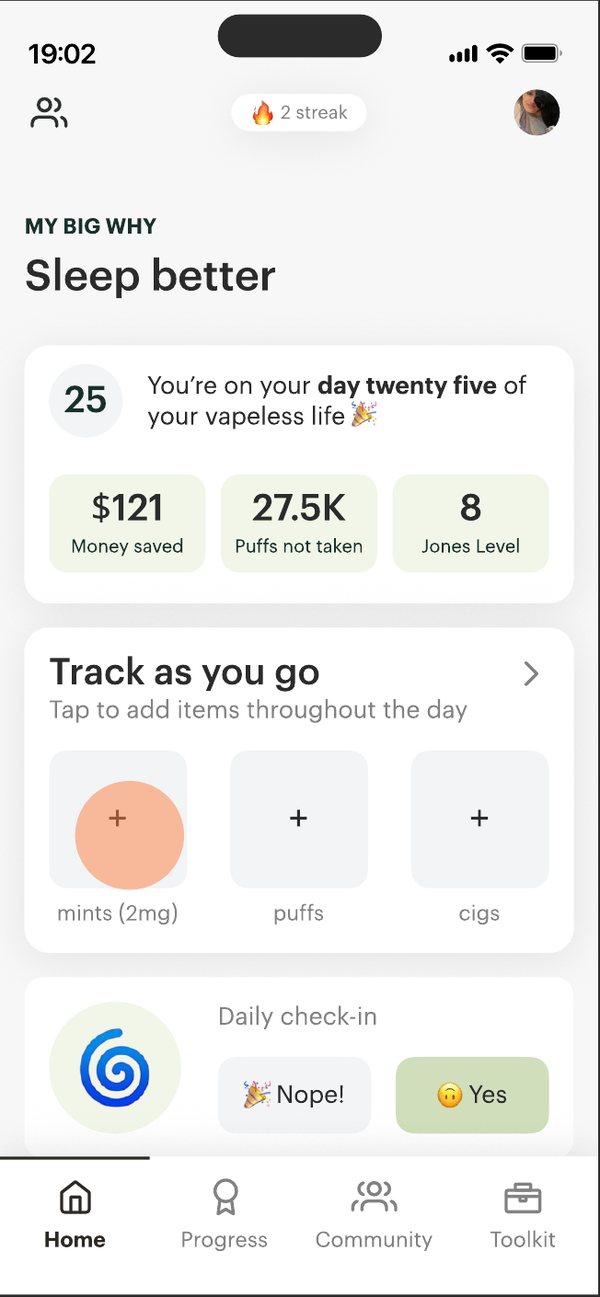 19:02
🔥 2 streak
MY BIG WHY
Sleep better
25
You’re on your day twenty five of
your vapeless life 🎉
$121
Money saved
27.5K
Puffs not taken
8
Jones Level
Track as you go
Tap to add items throughout the day
+
+
+
mints (2mg)
puffs
cigs
Daily check-in
🎉 Nope!
🙃 Yes
Home
Progress
Community
Toolkit